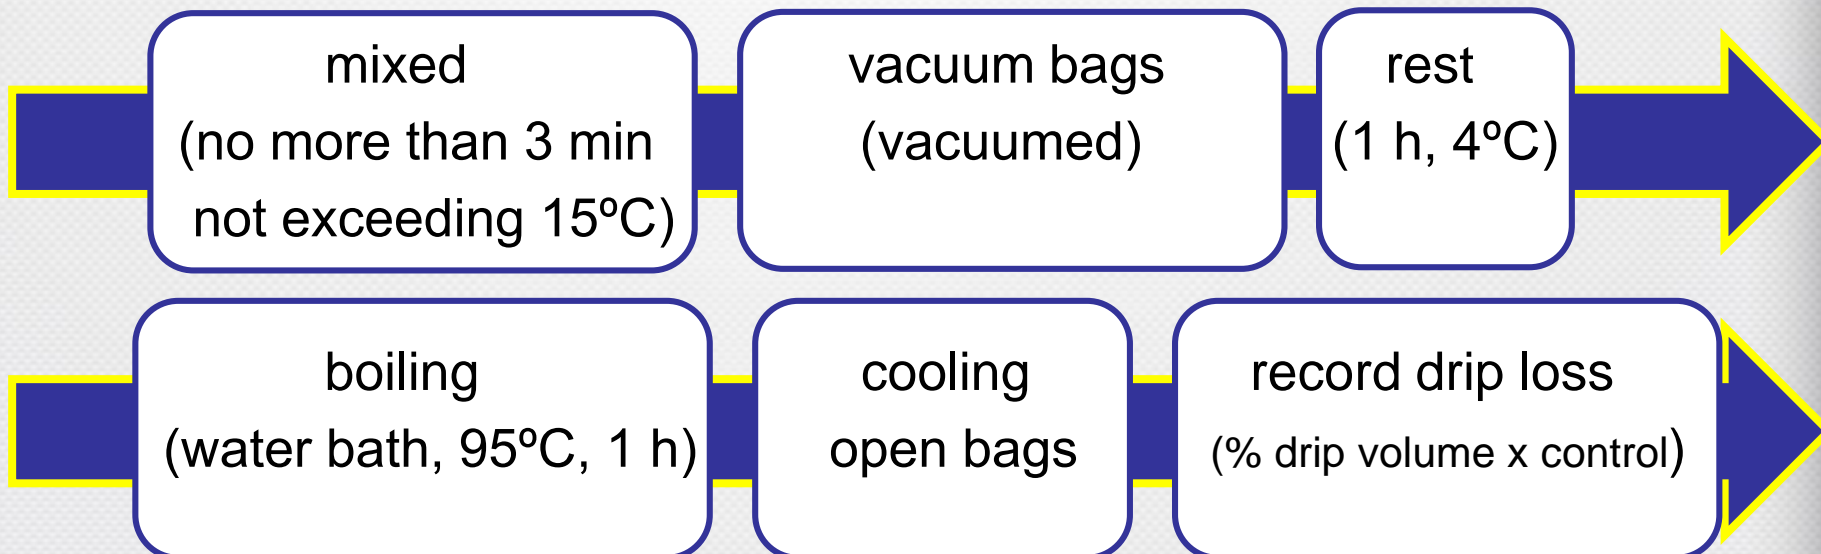 mixed
(no more than 3 min
not exceeding 15ºC)
vacuum bags
(vacuumed)
rest
(1 h, 4ºC)
boiling
(water bath, 95ºC, 1 h)
cooling
open bags
record drip loss
(% drip volume x control)